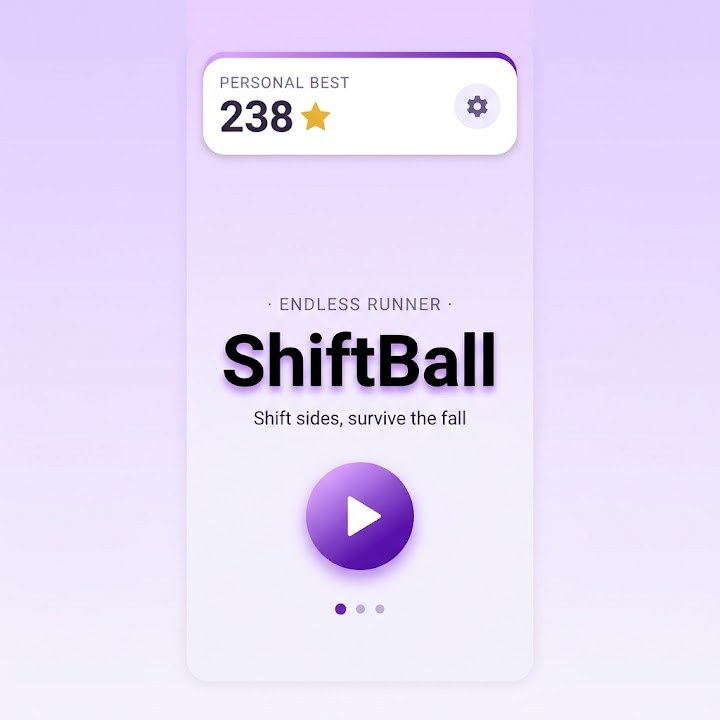 PERSONAL BEST
238
· ENDLESS RUNNER ·
ShiftBall
Shift sides, survive the fall